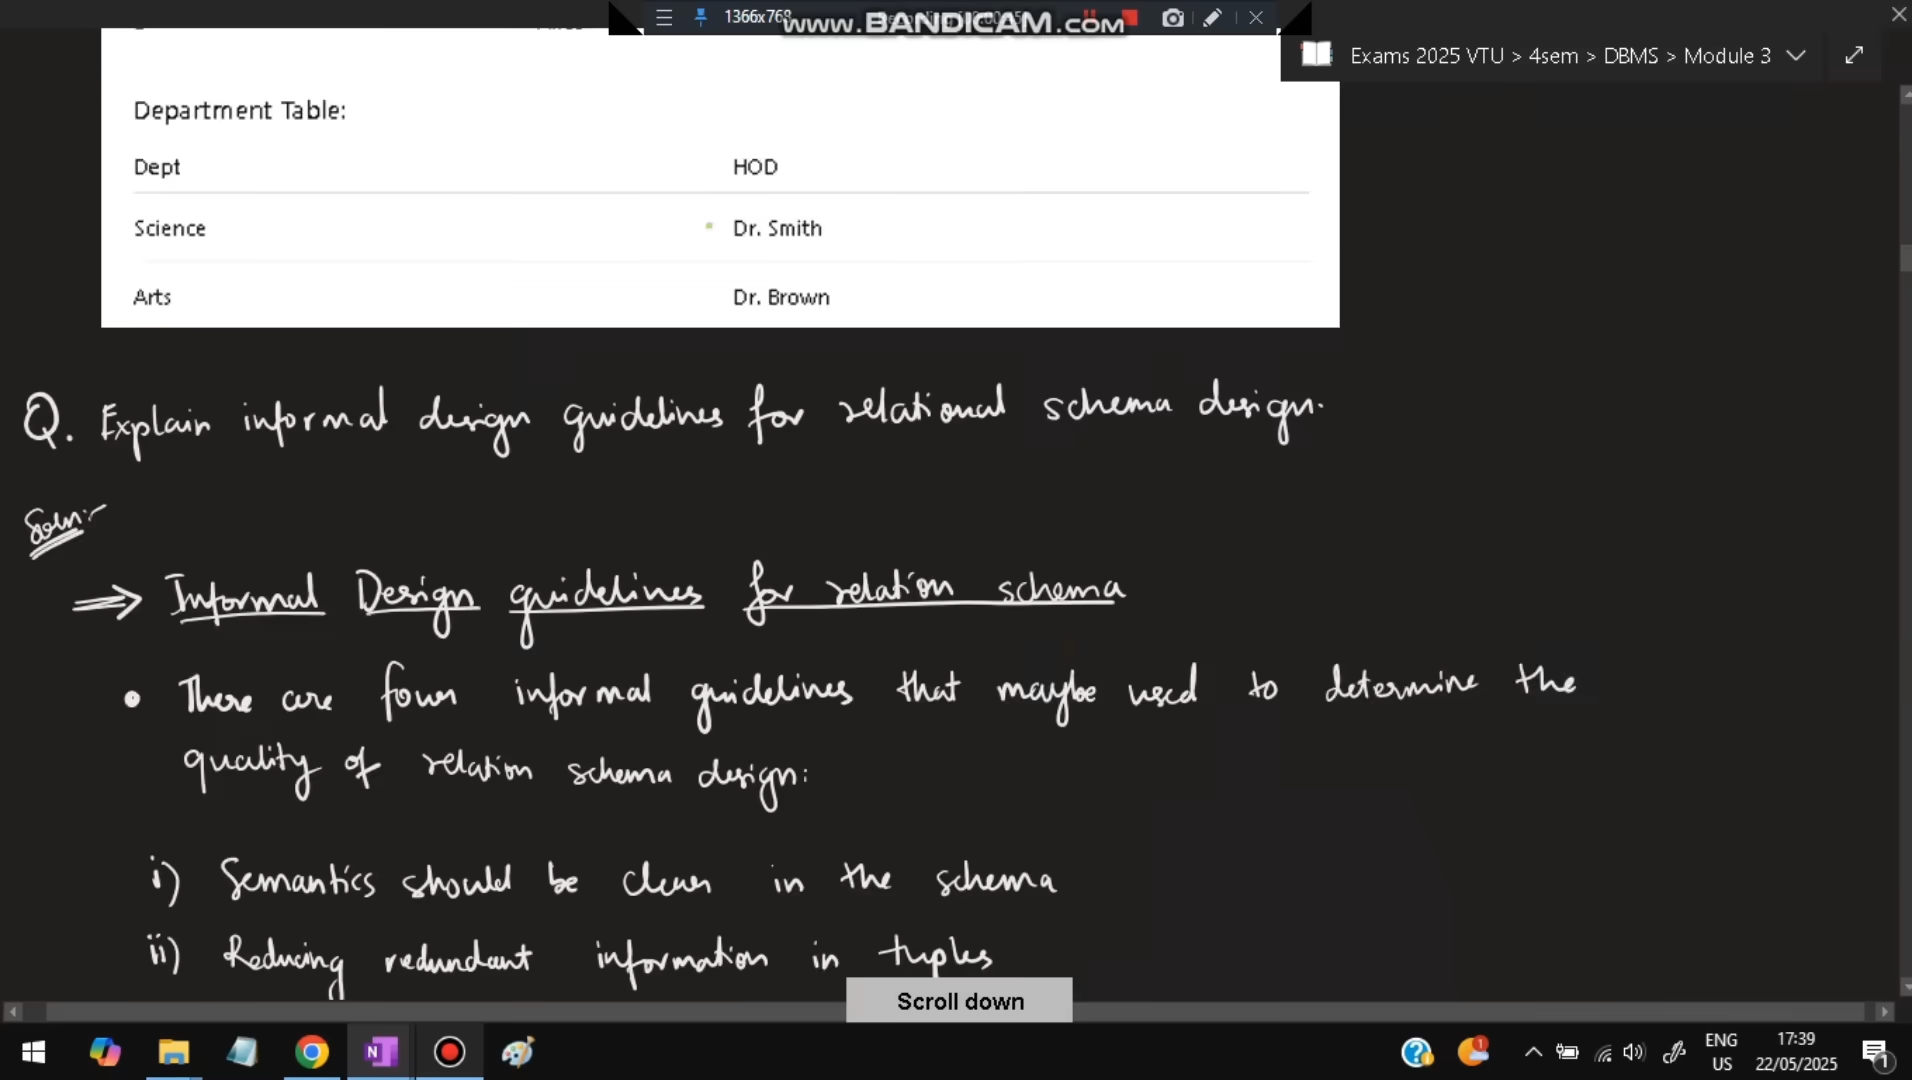 1366x768
www.BANDICAM.com
Exams 2025 VTU > 4sem > DBMS > Module 3
Department Table:
Dept HOD
Science Dr. Smith
Arts Dr. Brown
Q. Explain informal design guidelines for relational schema design.
Soln:-
⇒ Informal Design guidelines for relation schema
• There are four informal guidelines that maybe used to determine the
quality of relation schema design:
i) Semantics should be clear in the schema
ii) Reducing redundant information in tuples
Scroll down
ENG
US
17:39
22/05/2025